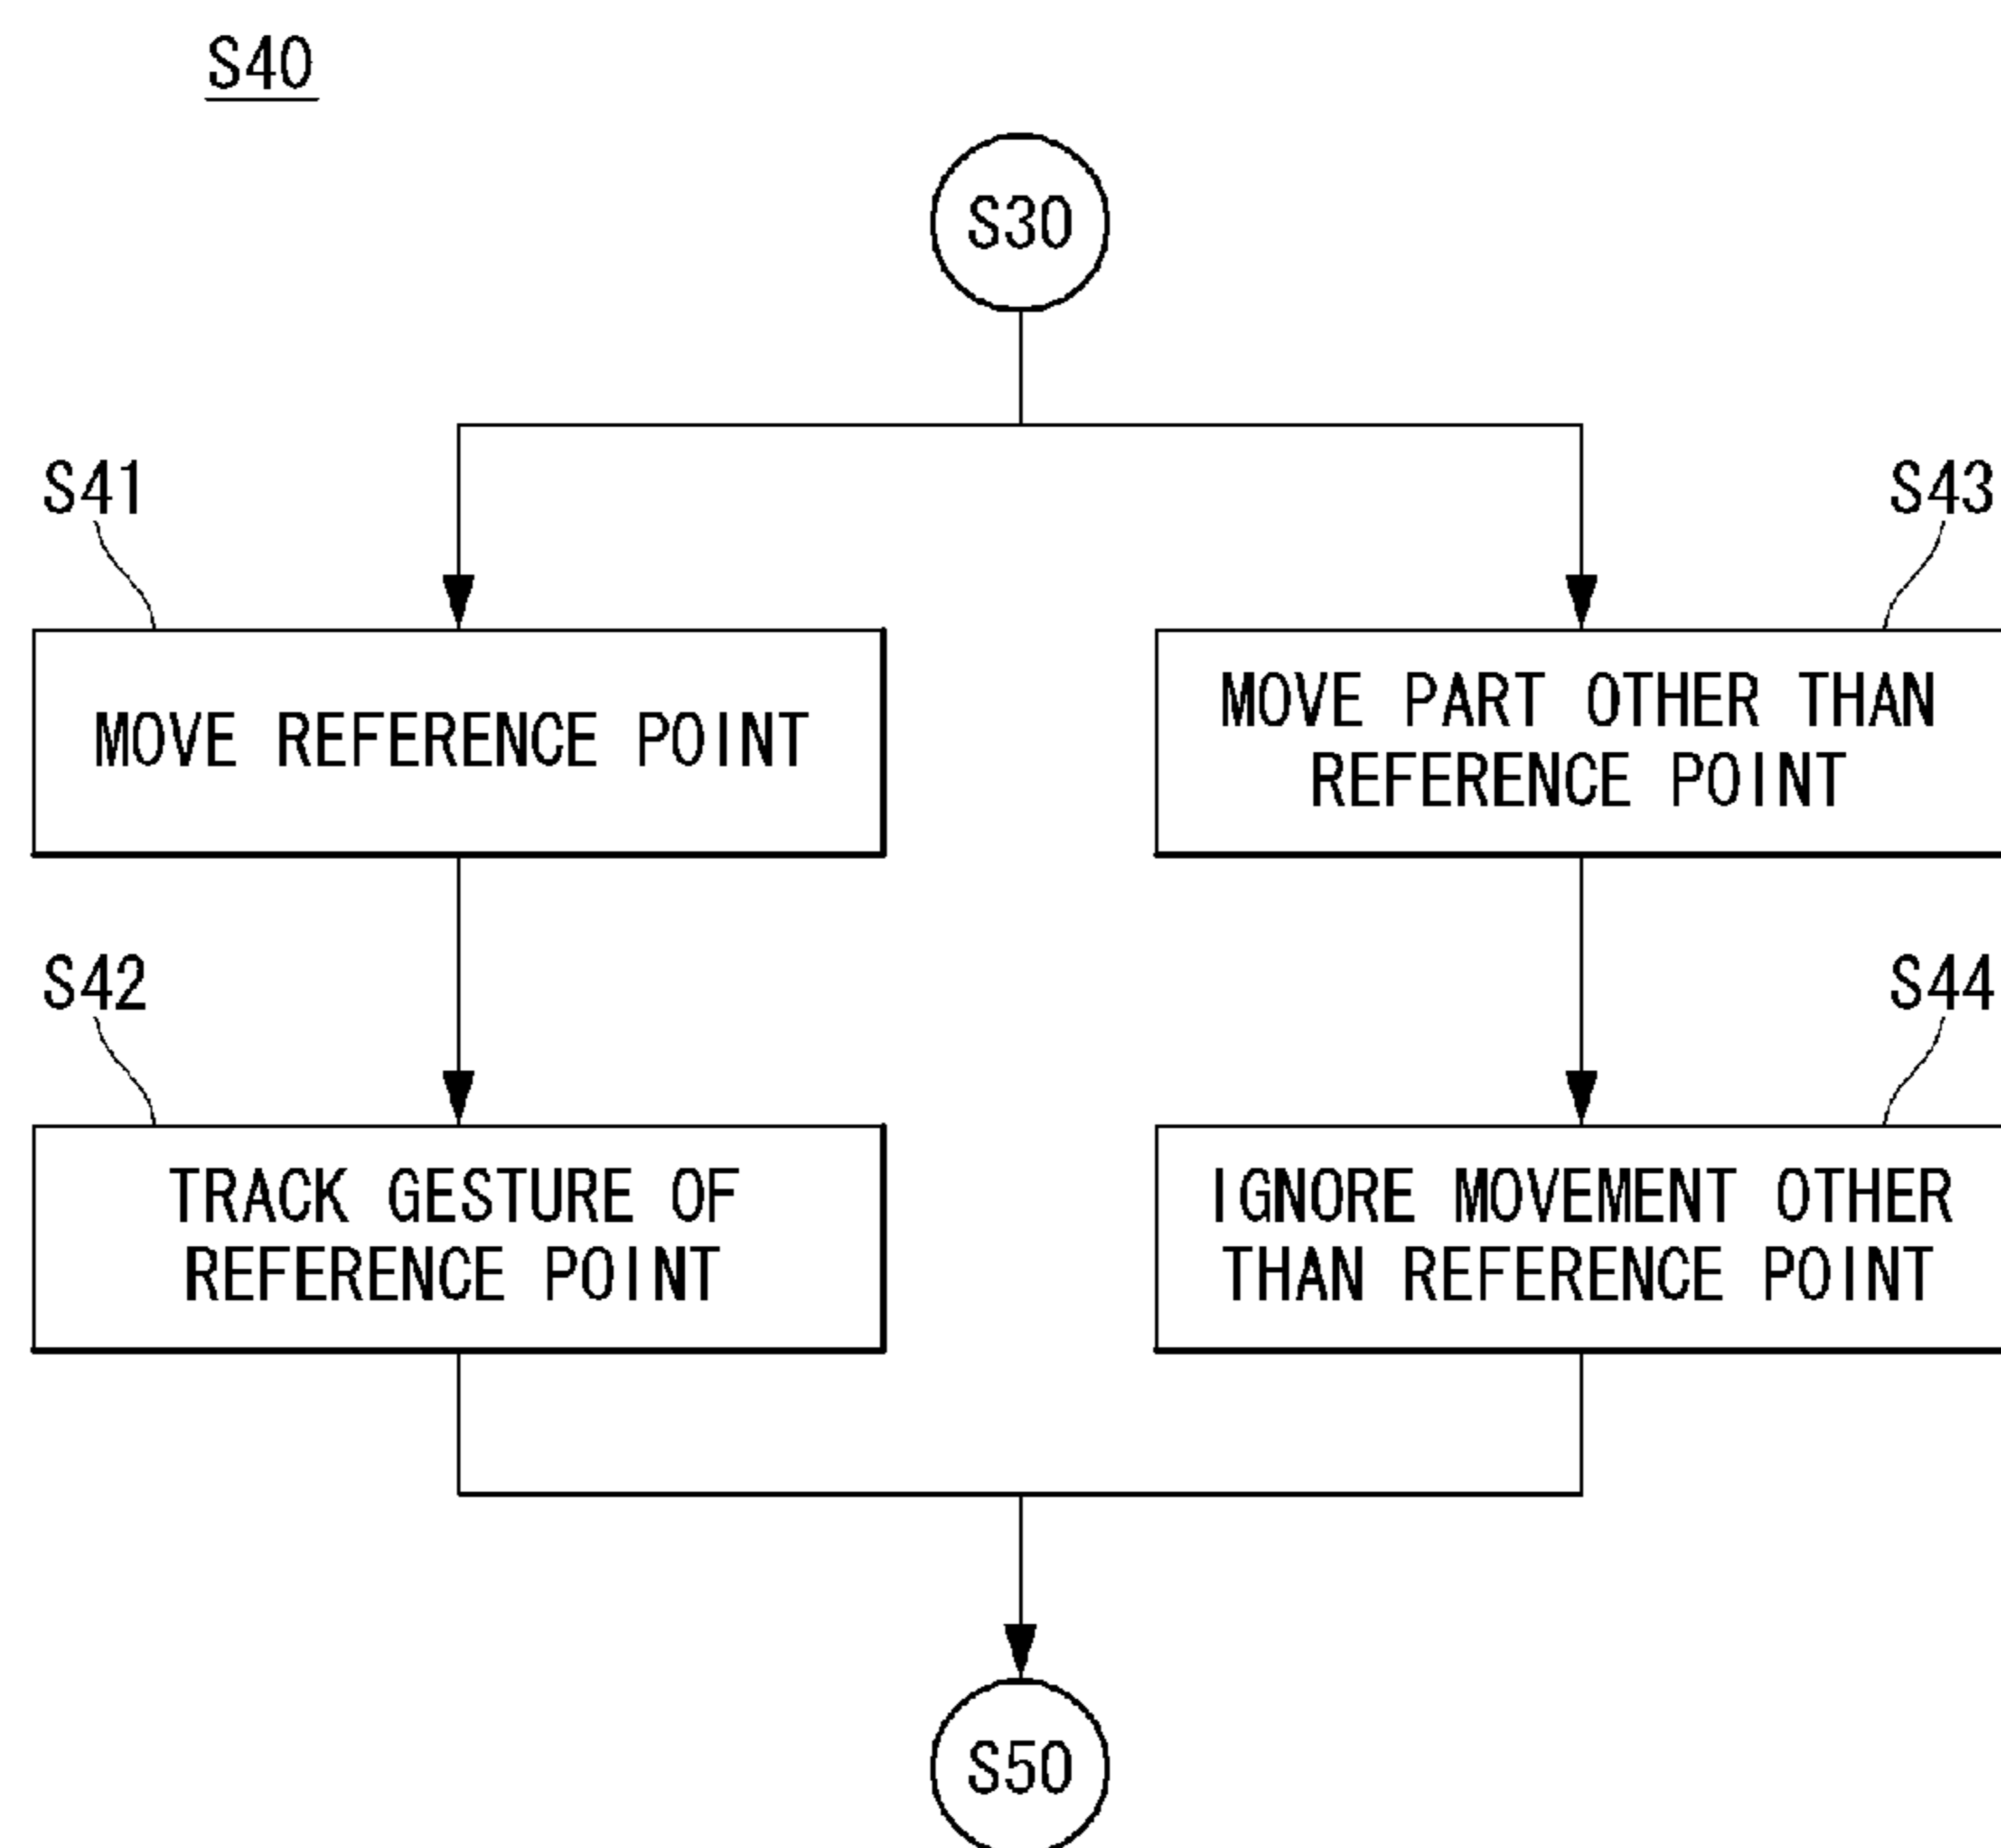 S40
S30
S41
S43
MOVE REFERENCE POINT
MOVE PART OTHER THAN
REFERENCE POINT
S42
S44
TRACK GESTURE OF
REFERENCE POINT
IGNORE MOVEMENT OTHER
THAN REFERENCE POINT
S50